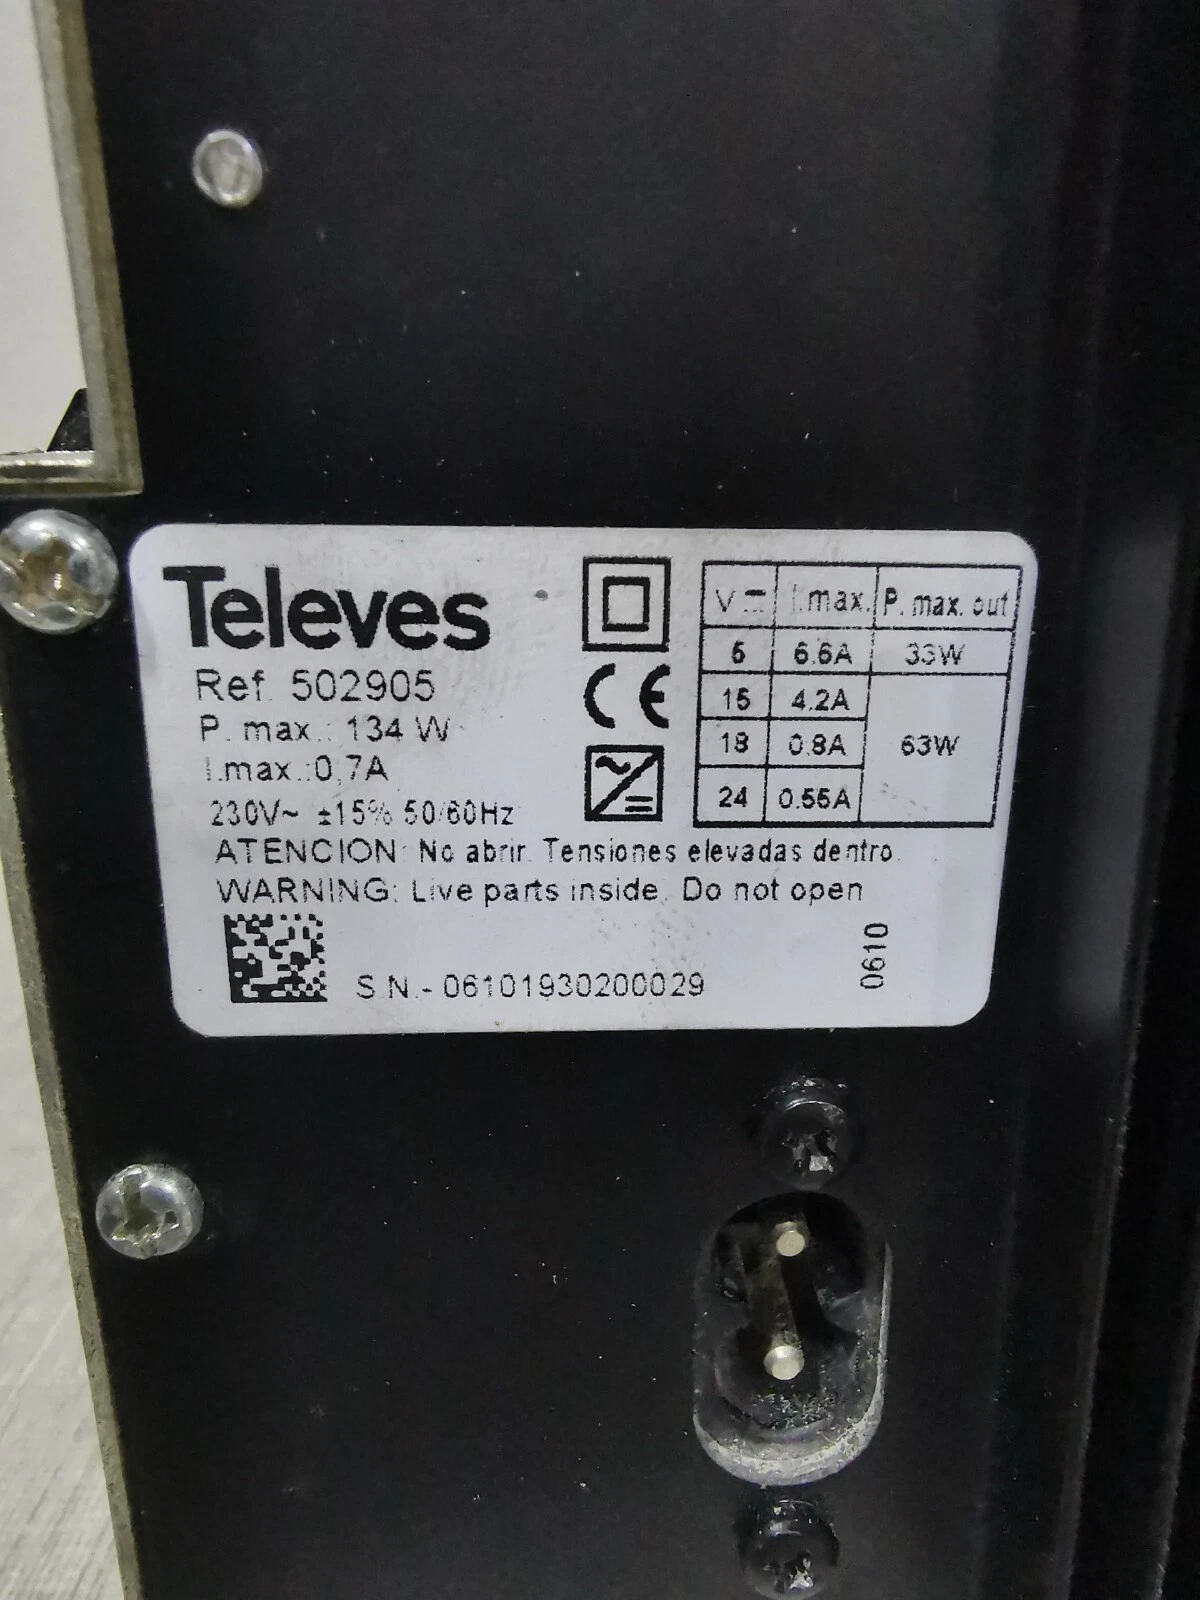 Televes
Ref. 502905
P. max.: 134 W
I.max.:0,7A
230V~ ±15% 50/60Hz
CE
V I.max. P. max. out
5 6.6A 33W
15 4.2A
18 0.8A 63W
24 0.55A
ATENCION: No abrir. Tensiones elevadas dentro.
WARNING: Live parts inside. Do not open
S.N.- 06101930200029
0610